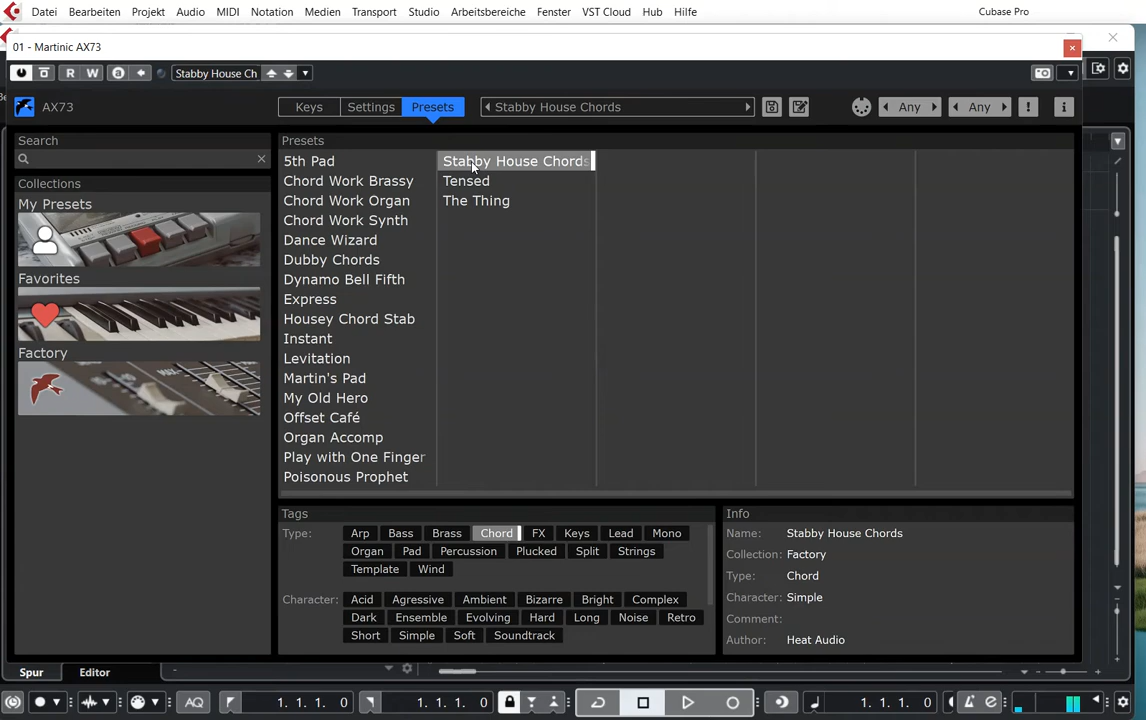 Datei Bearbeiten Projekt Audio MIDI Notation Medien Transport Studio Arbeitsbereiche Fenster VST Cloud Hub Hilfe Cubase Pro
01 - Martinic AX73
R W a Stabby House Ch
AX73 Keys Settings Presets Stabby House Chords Any Any ! i
Search Presets
5th Pad Stabby House Chords
Collections Chord Work Brassy Tensed
My Presets Chord Work Organ The Thing
Chord Work Synth
Dance Wizard
Dubby Chords
Favorites Dynamo Bell Fifth
Express
Housey Chord Stab
Instant
Factory Levitation
Martin's Pad
My Old Hero
Offset Café
Organ Accomp
Play with One Finger
Poisonous Prophet
Tags Info
Type: Arp Bass Brass Chord FX Keys Lead Mono Name: Stabby House Chords
Organ Pad Percussion Plucked Split Strings Collection: Factory
Template Wind Type: Chord
Character: Acid Agressive Ambient Bizarre Bright Complex Character: Simple
Dark Ensemble Evolving Hard Long Noise Retro Comment:
Short Simple Soft Soundtrack Author: Heat Audio
Spur Editor -
AQ 1. 1. 1. 0 1. 1. 1. 0 1. 1. 1. 0